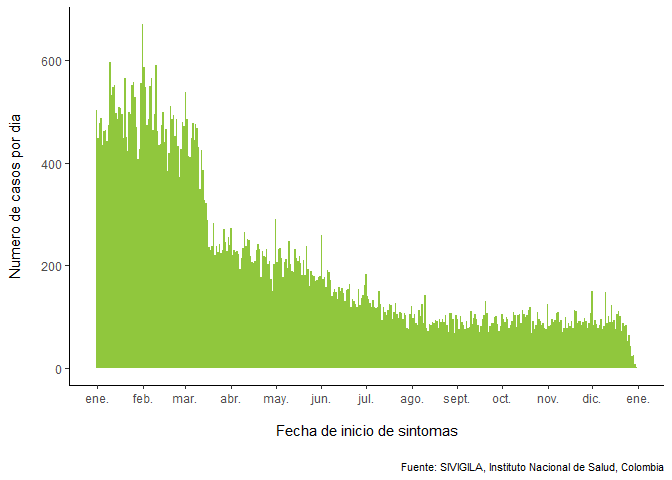 Numero de casos por dia
600
400
200
0
ene. feb. mar. abr. may. jun. jul. ago. sept. oct. nov. dic. ene.
Fecha de inicio de sintomas
Fuente: SIVIGILA, Instituto Nacional de Salud, Colombia